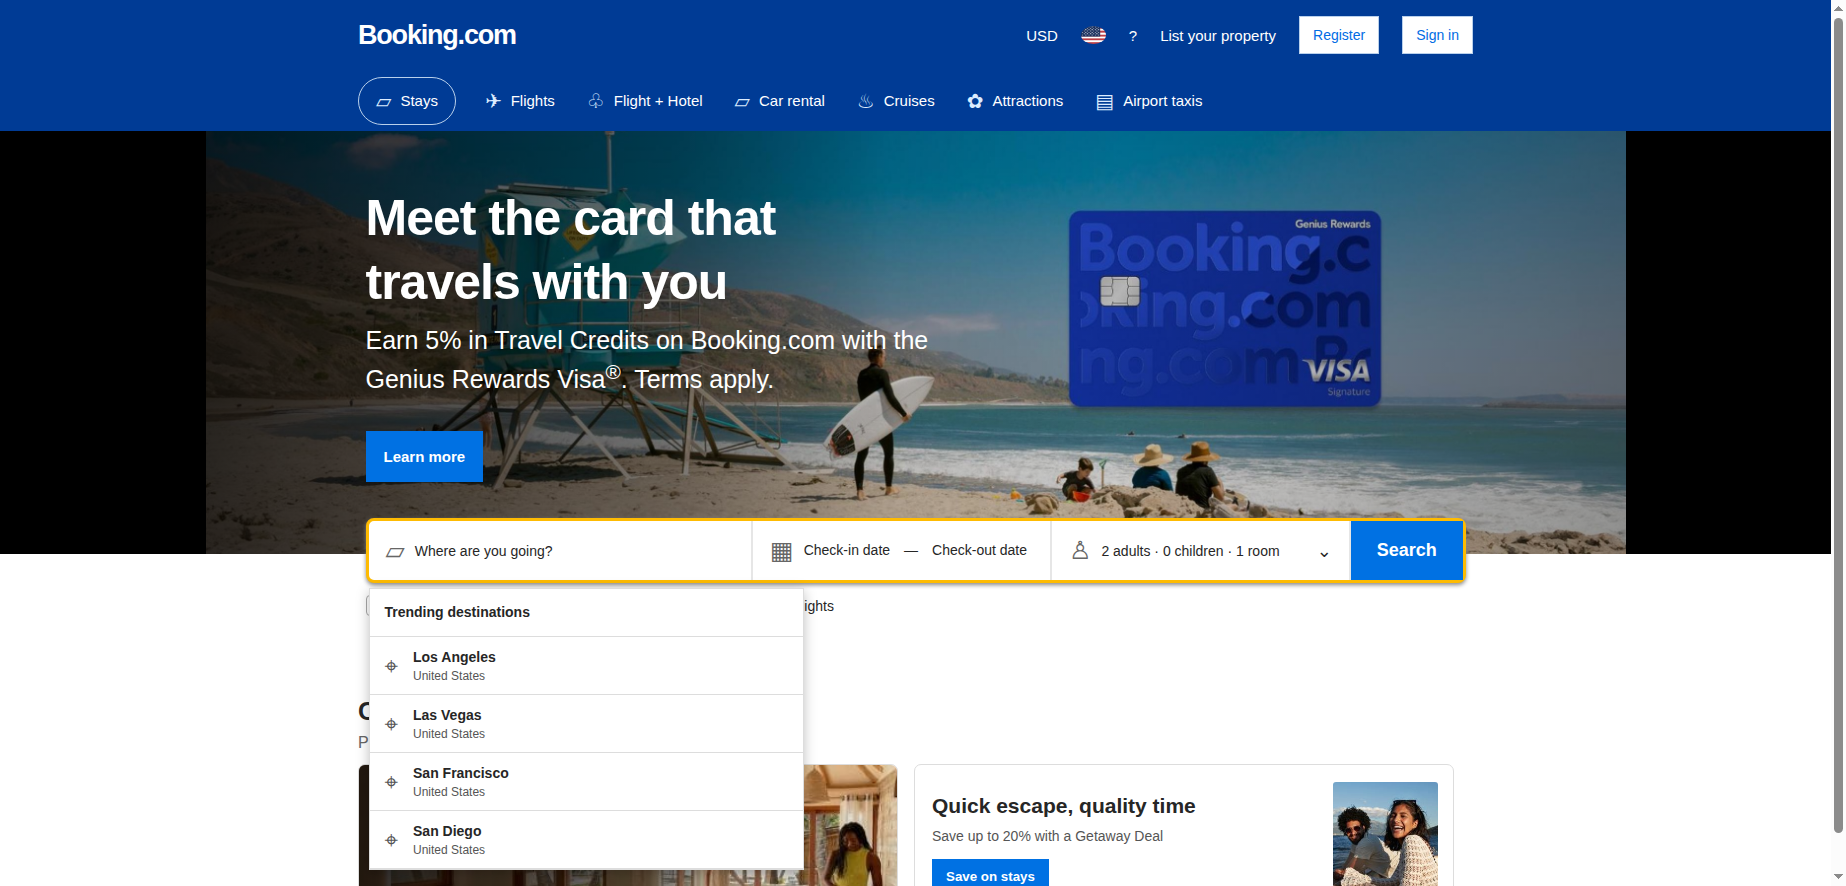 Booking.com
USD
?
List your property
Register
Sign in
Stays
Flights
Flight + Hotel
Car rental
Cruises
Attractions
Airport taxis
Meet the card that
travels with you
Earn 5% in Travel Credits on Booking.com with the
Genius Rewards Visa®. Terms apply.
Learn more
Genius Rewards
Booking.c
oking.com
ng.com Bo
VISA
Signature
Where are you going?
Check-in date — Check-out date
2 adults · 0 children · 1 room
Search
ights
Trending destinations
Los Angeles
United States
Las Vegas
United States
San Francisco
United States
San Diego
United States
P
Quick escape, quality time
Save up to 20% with a Getaway Deal
Save on stays